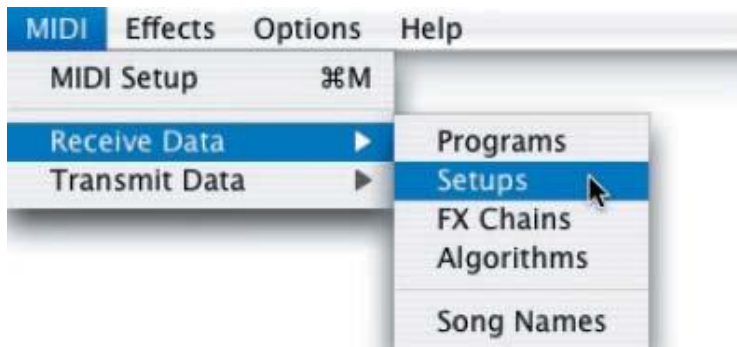 MIDI Effects Options Help
MIDI Setup ⌘M
Receive Data
Transmit Data
Programs
Setups
FX Chains
Algorithms
Song Names